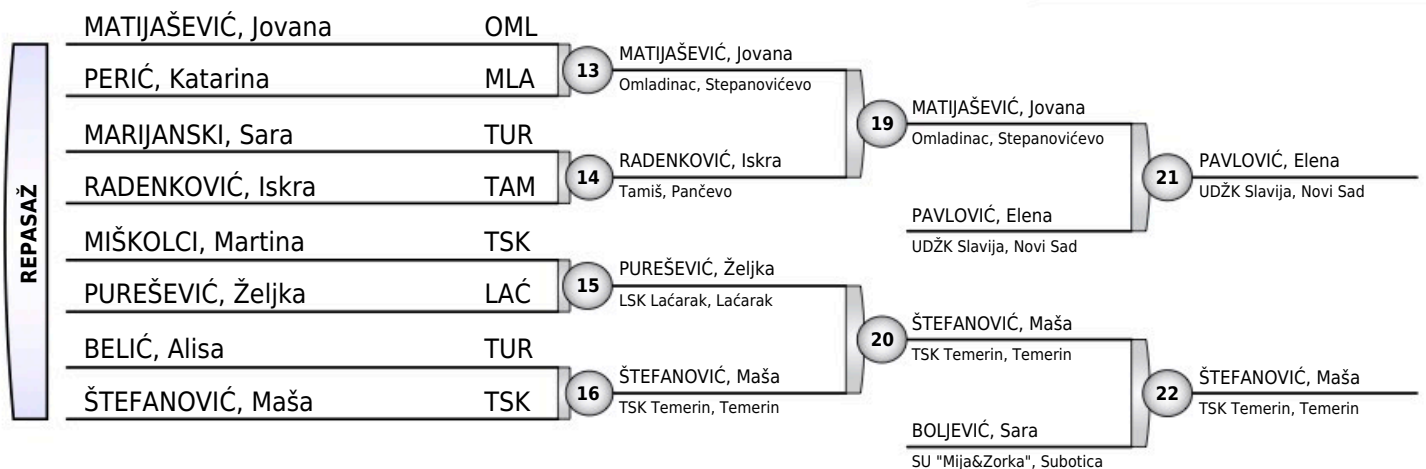 REPASAŽ
MATIJAŠEVIĆ, Jovana OML
PERIĆ, Katarina MLA
MARIJANSKI, Sara TUR
RADENKOVIĆ, Iskra TAM
MIŠKOLCI, Martina TSK
PUREŠEVIĆ, Željka LAĆ
BELIĆ, Alisa TUR
ŠTEFANOVIĆ, Maša TSK
13
MATIJAŠEVIĆ, Jovana
Omladinac, Stepanovićevo
14
RADENKOVIĆ, Iskra
Tamiš, Pančevo
15
PUREŠEVIĆ, Željka
LSK Laćarak, Laćarak
16
ŠTEFANOVIĆ, Maša
TSK Temerin, Temerin
19
MATIJAŠEVIĆ, Jovana
Omladinac, Stepanovićevo
PAVLOVIĆ, Elena
UDŽK Slavija, Novi Sad
20
ŠTEFANOVIĆ, Maša
TSK Temerin, Temerin
BOLJEVIĆ, Sara
SU "Mija&Zorka", Subotica
21
PAVLOVIĆ, Elena
UDŽK Slavija, Novi Sad
22
ŠTEFANOVIĆ, Maša
TSK Temerin, Temerin